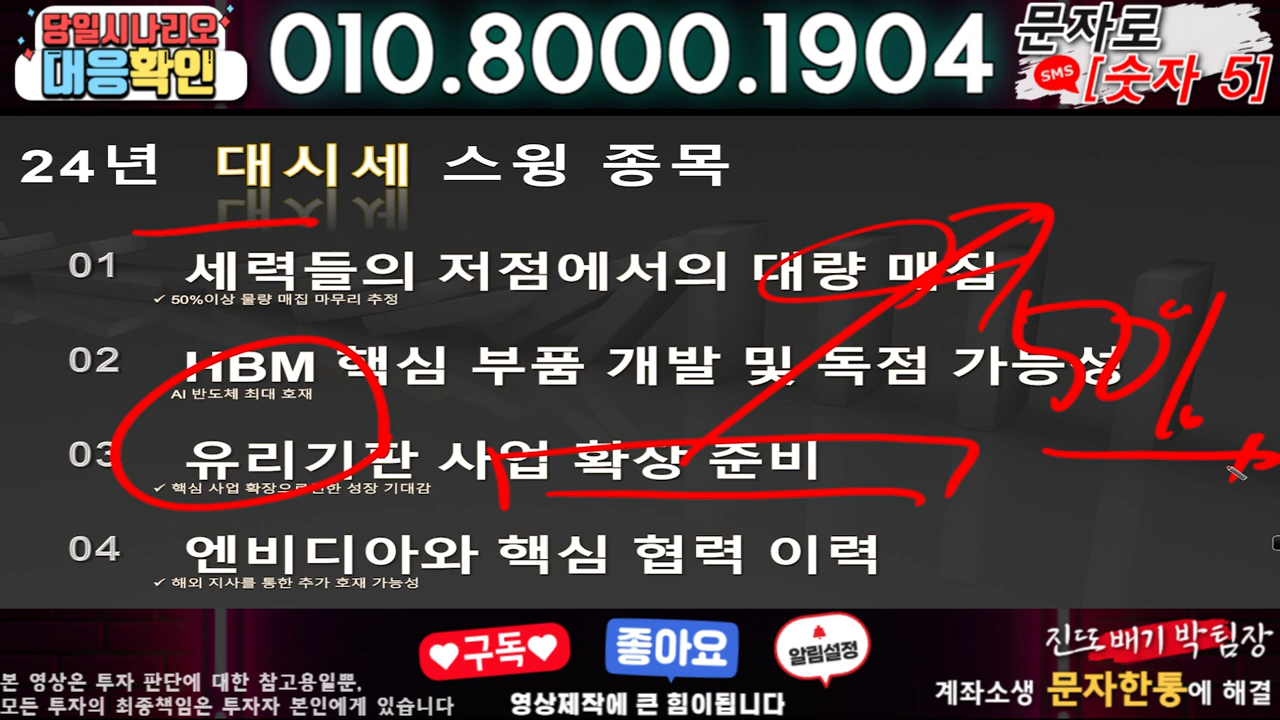 당일시나리오
대응확인
010.8000.1904
문자로
SMS
[숫자 5]
24년 대시세 스윙 종목
01 세력들의 저점에서의 대량 매집
✓ 50%이상 물량 매집 마무리 추정
50%
02 HBM 핵심 부품 개발 및 독점 가능성
AI 반도체 최대 호재
03 유리기판 사업 확장 준비
✓ 핵심 사업 확장으로인한 성장 기대감
04 엔비디아와 핵심 협력 이력
✓ 해외 지사를 통한 추가 호재 가능성
구독
좋아요
알림설정
진또배기 박팀장
본 영상은 투자 판단에 대한 참고용일뿐,
모든 투자의 최종책임은 투자자 본인에게 있습니다
영상제작에 큰 힘이됩니다
계좌소생 문자한통에 해결